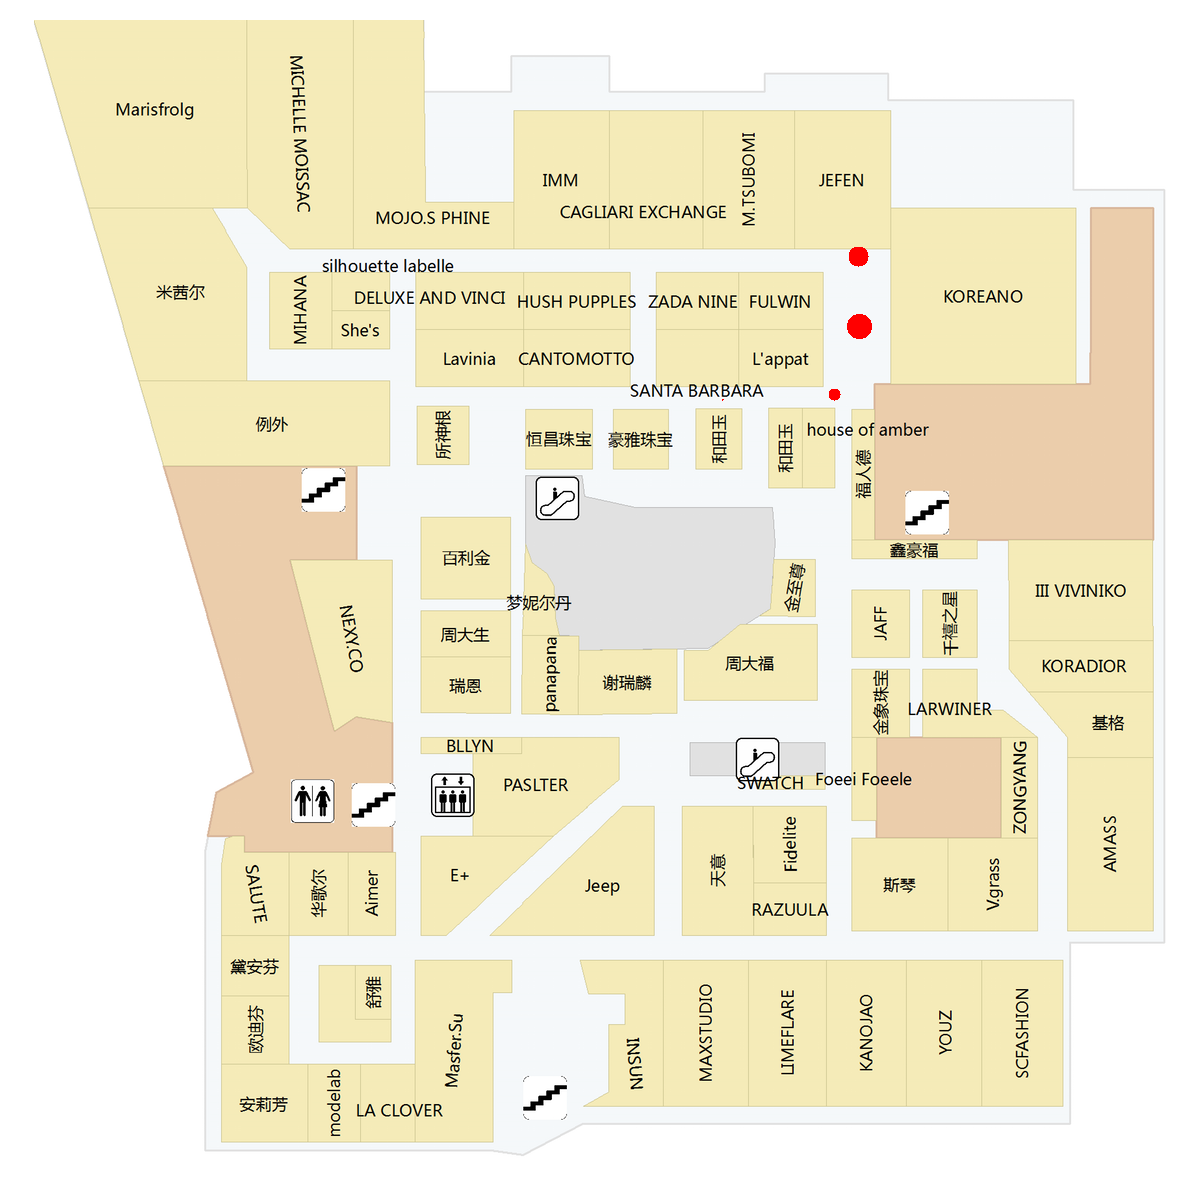 Marisfrolg
MICHELLE MOISSAC
MOJO.S PHINE
IMM
CAGLIARI EXCHANGE
M.TSUBOMI
JEFEN
米茜尔
silhouette labelle
MIHANA
DELUXE AND VINCI
HUSH PUPPLES
ZADA NINE
FULWIN
KOREANO
She's
Lavinia
CANTOMOTTO
L'appat
SANTA BARBARA
例外
所神根
恒昌珠宝
豪雅珠宝
和田玉
和田玉
house of amber
福人德
鑫豪福
百利金
梦妮尔丹
金至尊
III VIVINIKO
NEXY.CO
周大生
JAFF
千禧之星
瑞恩
panapana
谢瑞麟
周大福
KORADIOR
金象珠宝
LARWINER
基格
BLLYN
PASLTER
SWATCH
Foeei Foeele
ZONGYANG
SALUTE
华歌尔
Aimer
E+
Jeep
天意
Fidelite
RAZUULA
斯琴
V.grass
AMASS
黛安芬
欧迪芬
舒雅
安莉芳
modelab
LA CLOVER
Masfer.Su
INSUN
MAXSTUDIO
LIMEFLARE
KANOJAO
YOUZ
SCFASHION